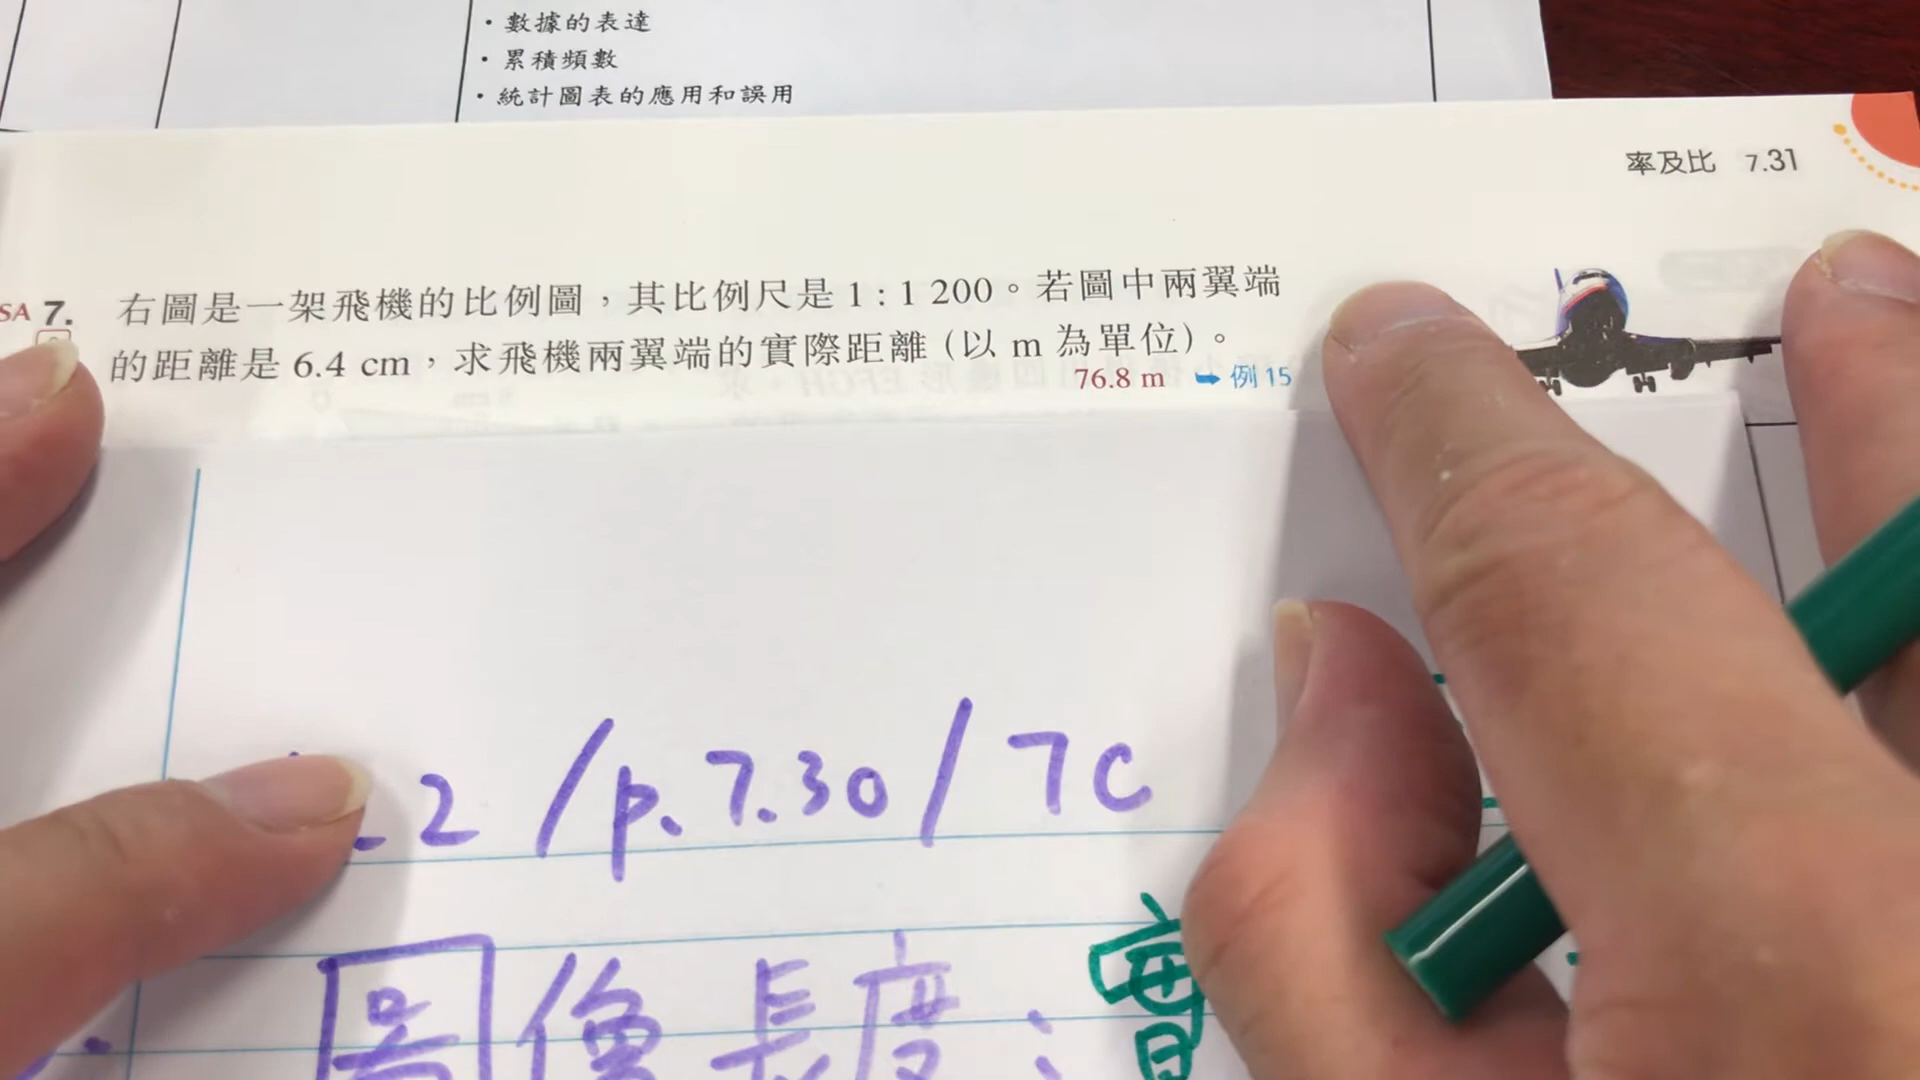 · 數據的表達
· 累積頻數
· 統計圖表的應用和誤用
率及比 7.31
SA 7. 右圖是一架飛機的比例圖，其比例尺是 1 : 1 200。若圖中兩翼端
的距離是 6.4 cm，求飛機兩翼端的實際距離 (以 m 為單位)。
76.8 m ➥ 例 15
2 / p. 7.30 / 7C
圖像長度 :